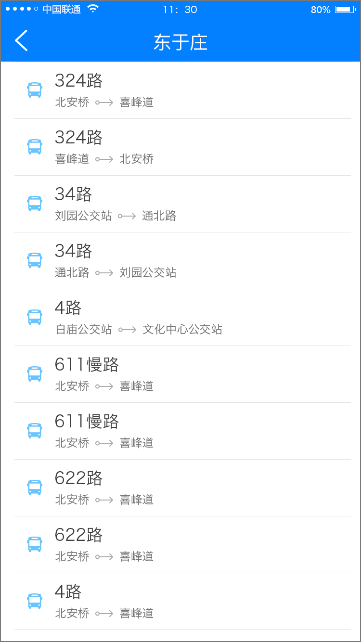 中国联通 11：30 80%
东于庄
324路
北安桥 喜峰道
324路
喜峰道 北安桥
34路
刘园公交站 通北路
34路
通北路 刘园公交站
4路
白庙公交站 文化中心公交站
611慢路
北安桥 喜峰道
611慢路
北安桥 喜峰道
622路
北安桥 喜峰道
622路
北安桥 喜峰道
4路
北安桥 喜峰道